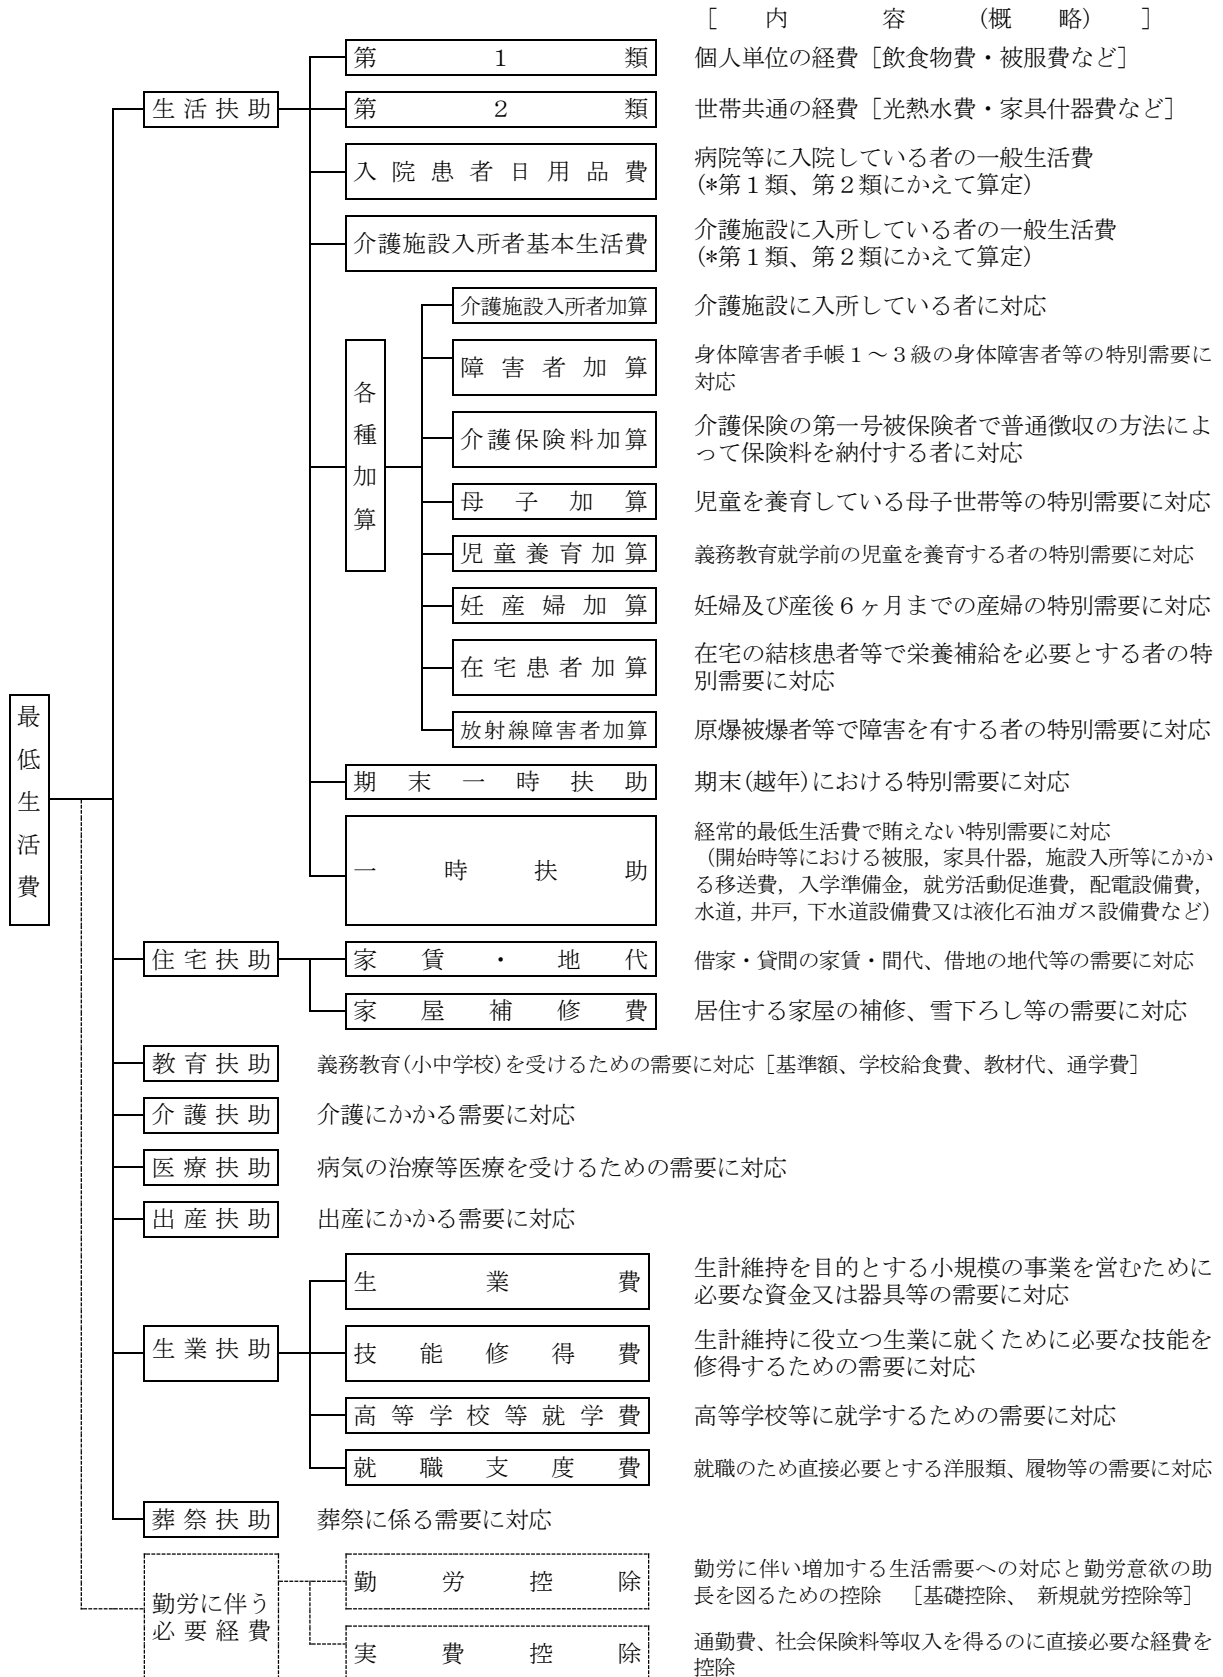 ［　内　容　(概　略)　］
第１類
個人単位の経費［飲食物費・被服費など］
生活扶助
第２類
世帯共通の経費［光熱水費・家具什器費など］
入院患者日用品費
病院等に入院している者の一般生活費
(*第１類、第２類にかえて算定)
介護施設入所者基本生活費
介護施設に入所している者の一般生活費
(*第１類、第２類にかえて算定)
各種加算
介護施設入所者加算
介護施設に入所している者に対応
障害者加算
身体障害者手帳１～３級の身体障害者等の特別需要に
対応
介護保険料加算
介護保険の第一号被保険者で普通徴収の方法によ
って保険料を納付する者に対応
母子加算
児童を養育している母子世帯等の特別需要に対応
児童養育加算
義務教育就学前の児童を養育する者の特別需要に対応
妊産婦加算
妊婦及び産後６ヶ月までの産婦の特別需要に対応
在宅患者加算
在宅の結核患者等で栄養補給を必要とする者の特
別需要に対応
放射線障害者加算
原爆被爆者等で障害を有する者の特別需要に対応
最低生活費
期末一時扶助
期末(越年)における特別需要に対応
一時扶助
経常的最低生活費で賄えない特別需要に対応
（開始時等における被服，家具什器，施設入所等にかか
る移送費，入学準備金，就労活動促進費，配電設備費，
水道，井戸，下水道設備費又は液化石油ガス設備費など）
住宅扶助
家賃・地代
借家・貸間の家賃・間代、借地の地代等の需要に対応
家屋補修費
居住する家屋の補修、雪下ろし等の需要に対応
教育扶助
義務教育(小中学校)を受けるための需要に対応［基準額、学校給食費、教材代、通学費］
介護扶助
介護にかかる需要に対応
医療扶助
病気の治療等医療を受けるための需要に対応
出産扶助
出産にかかる需要に対応
生業費
生計維持を目的とする小規模の事業を営むために
必要な資金又は器具等の需要に対応
生業扶助
技能修得費
生計維持に役立つ生業に就くために必要な技能を
修得するための需要に対応
高等学校等就学費
高等学校等に就学するための需要に対応
就職支度費
就職のため直接必要とする洋服類、履物等の需要に対応
葬祭扶助
葬祭に係る需要に対応
勤労に伴う
必要経費
勤労控除
勤労に伴い増加する生活需要への対応と勤労意欲の助
長を図るための控除　［基礎控除、 新規就労控除等］
実費控除
通勤費、社会保険料等収入を得るのに直接必要な経費を
控除